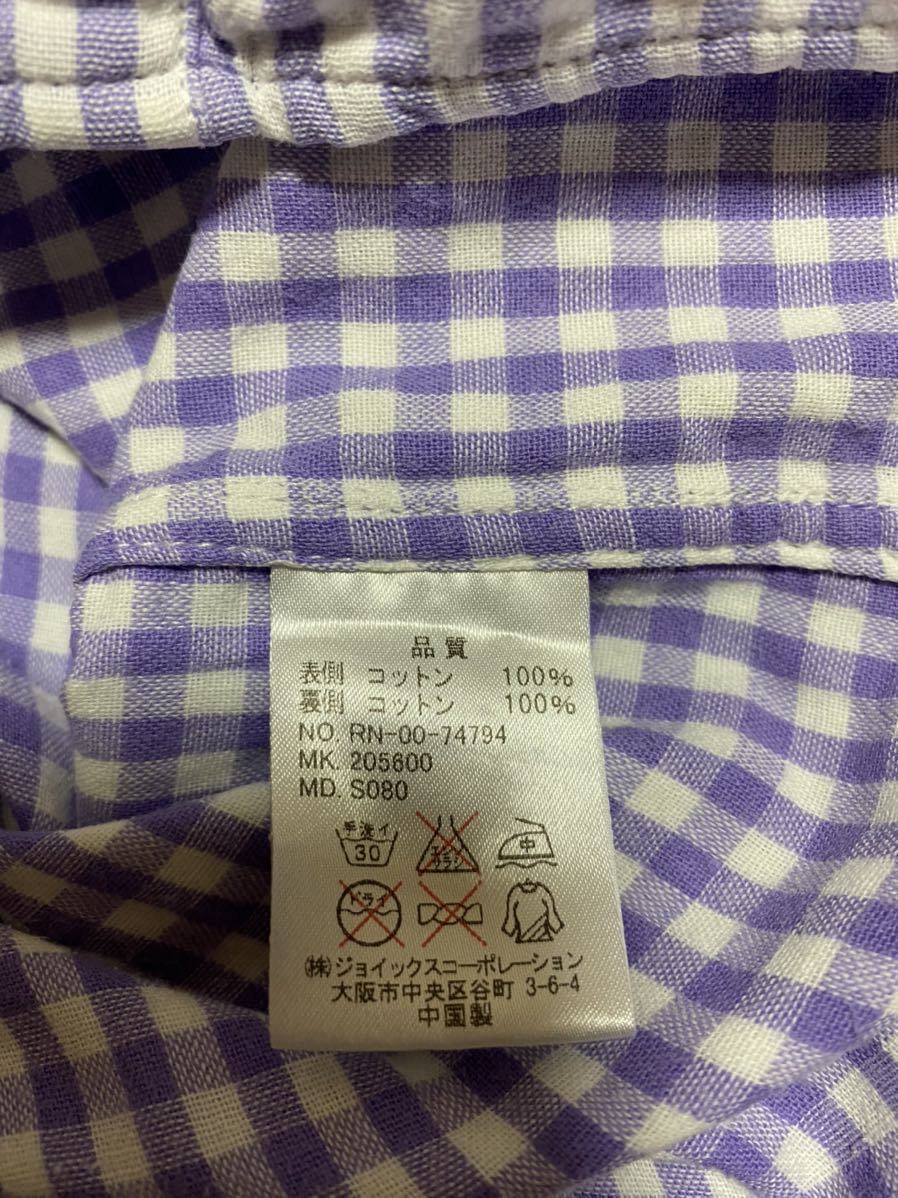 品質
表側 コットン 100%
裏側 コットン 100%
NO. RN-00-74794
MK. 205600
MD. S080
手洗イ
30
エンソ
サラシ
中
ドライ
㈱ジョイックスコーポレーション
大阪市中央区谷町 3-6-4
中国製